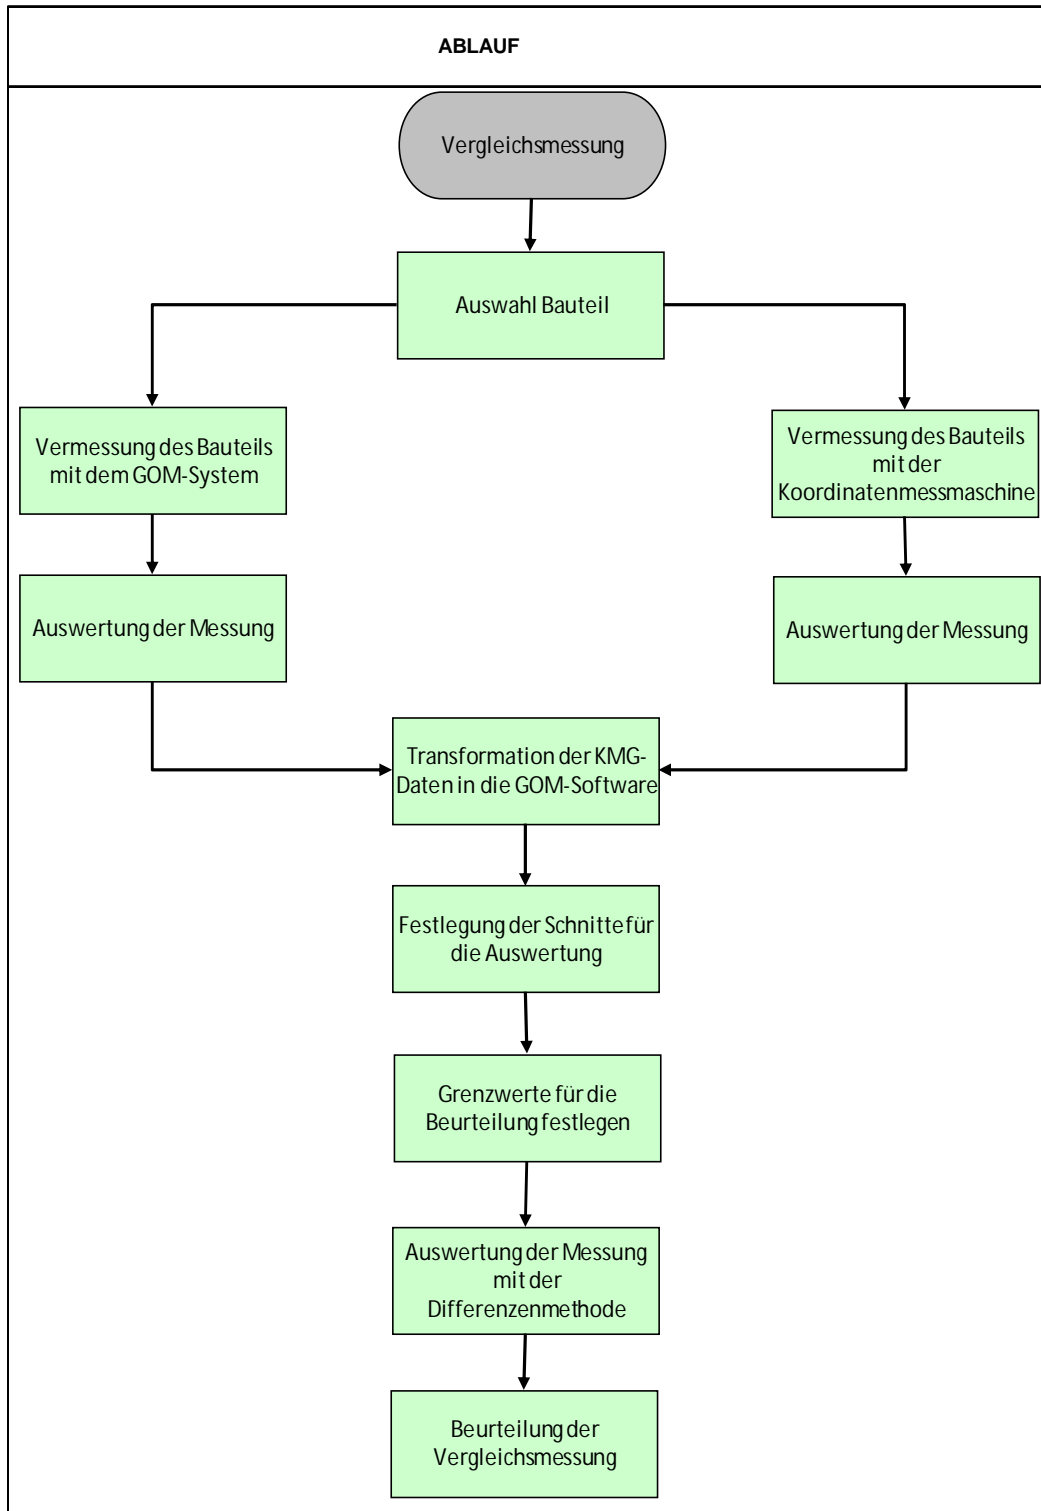 ABLAUF
Vergleichsmessung
Auswahl Bauteil
Vermessung des Bauteils
mit dem GOM-System
Vermessung des Bauteils
mit der
Koordinatenmessmaschine
Auswertung der Messung
Auswertung der Messung
Transformation der KMG-
Daten in die GOM-Software
Festlegung der Schnitte für
die Auswertung
Grenzwerte für die
Beurteilung festlegen
Auswertung der Messung
mit der
Differenzenmethode
Beurteilung der
Vergleichsmessung